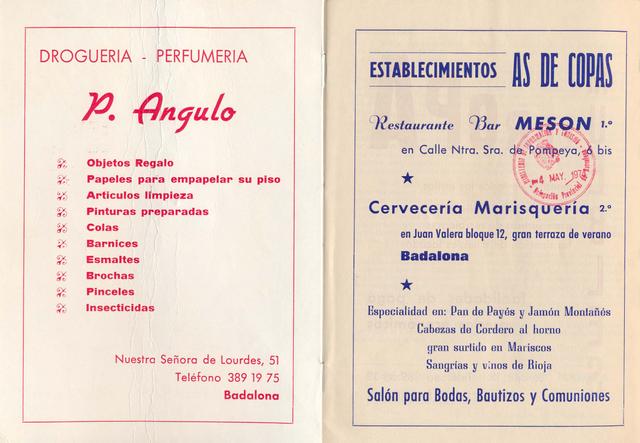 DROGUERIA - PERFUMERIA
P. Angulo
Objetos Regalo
Papeles para empapelar su piso
Articulos limpieza
Pinturas preparadas
Colas
Barnices
Esmaltes
Brochas
Pinceles
Insecticidas
Nuestra Señora de Lourdes, 51
Teléfono 389 19 75
Badalona
ESTABLECIMIENTOS AS DE COPAS
Restaurante Bar MESON 1.º
en Calle Ntra. Sra. de Pompeya, 6 bis
4 MAY. 197
Cervecería Marisquería 2.º
en Juan Valera bloque 12, gran terraza de verano
Badalona
Especialidad en: Pan de Payés y Jamón Montañés
Cabezas de Cordero al horno
gran surtido en Mariscos
Sangrías y vinos de Rioja
Salón para Bodas, Bautizos y Comuniones